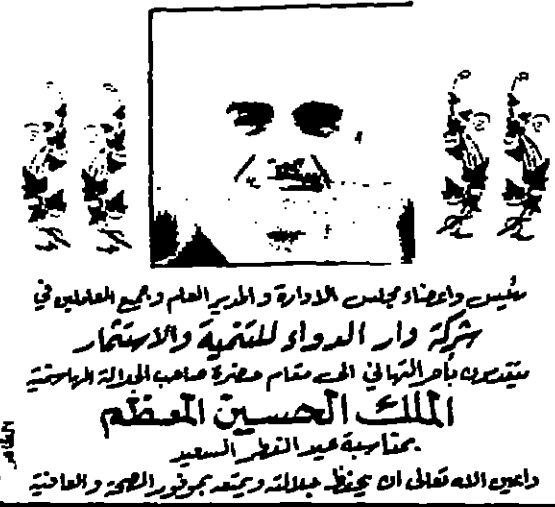 رئيس واعضاء مجلس الادارة والمدير العام وجميع العاملين في
شركة دار الدواء للتنمية والاستثمار
يتقدمون بأحر التهاني الى مقام حضرة صاحب الجلالة الهاشمية
الملك الحسين المعظم
بمناسبة عيد الفطر السعيد
داعين الله تعالى ان يحفظ جلالته ويمتعه بموفور الصحة والعافية